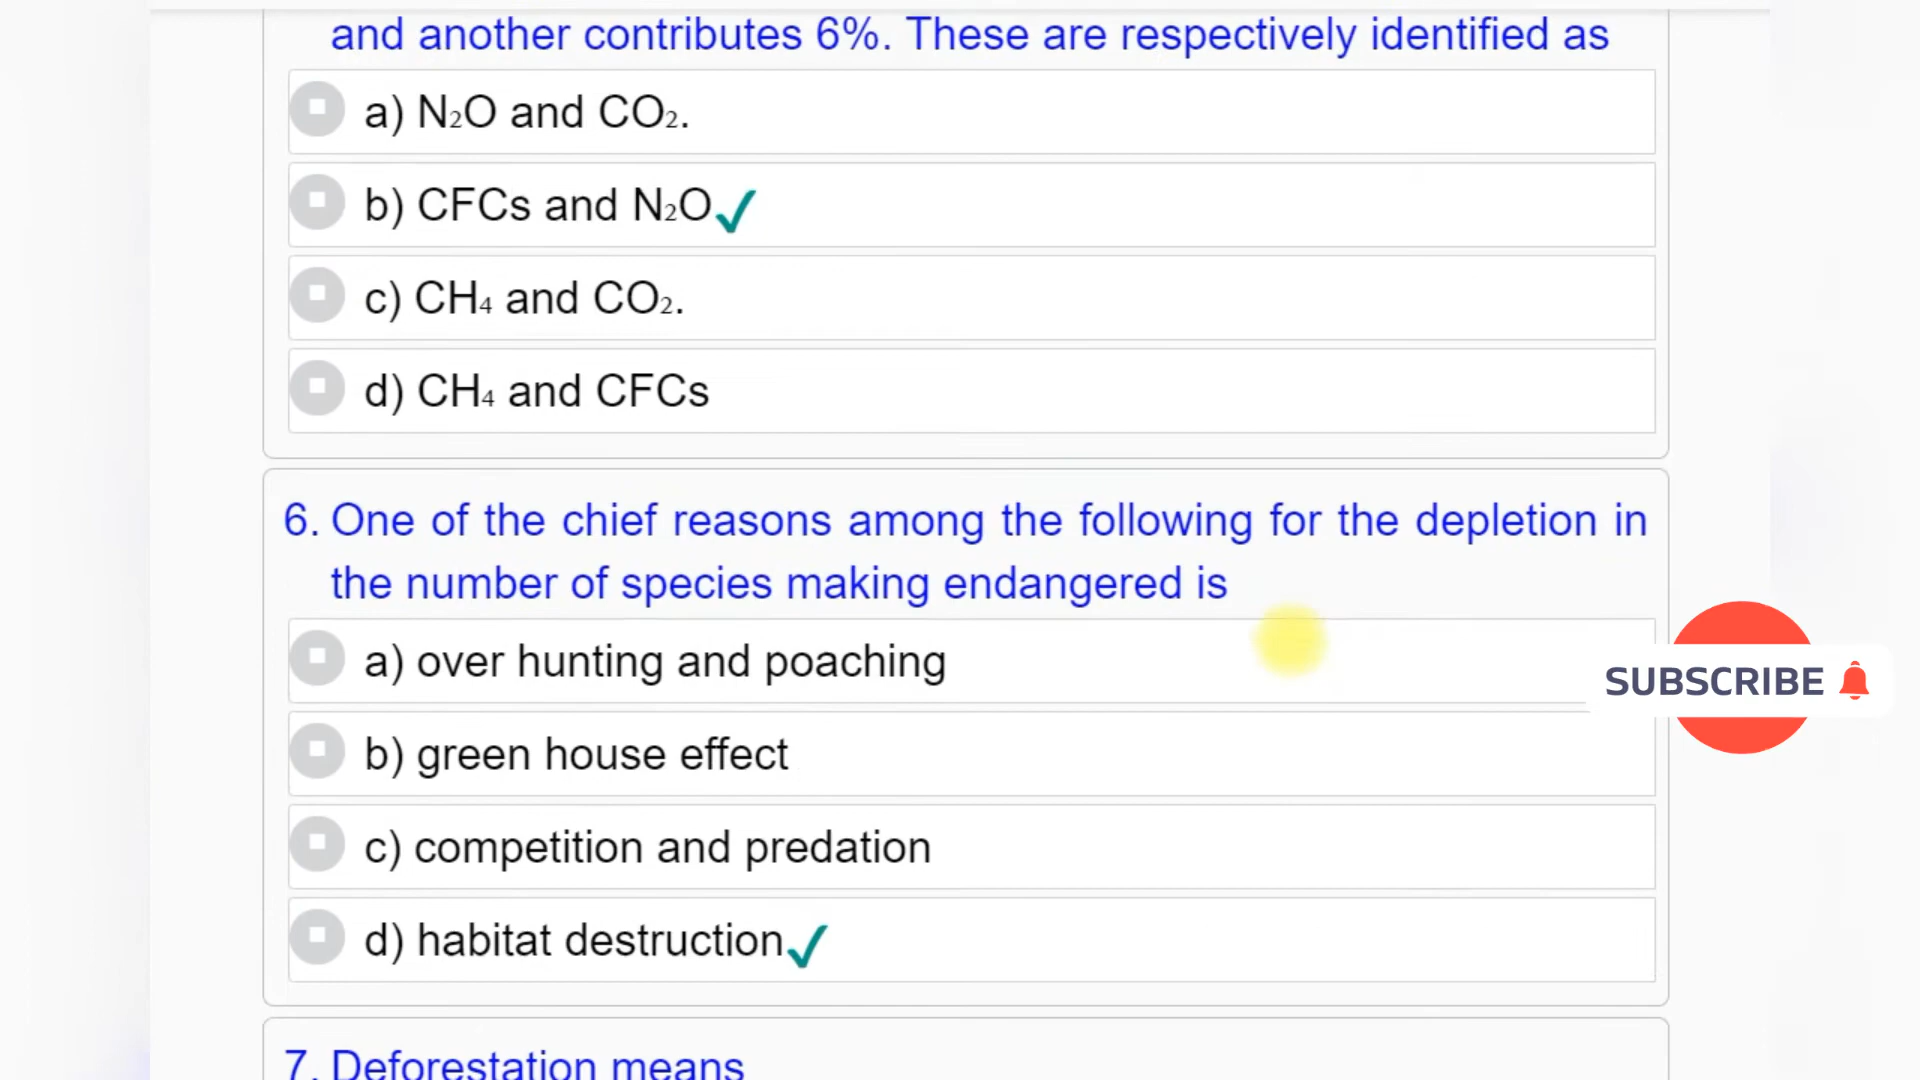 and another contributes 6%. These are respectively identified as
a) N₂O and CO₂.
b) CFCs and N₂O✓
c) CH₄ and CO₂.
d) CH₄ and CFCs
6. One of the chief reasons among the following for the depletion in
the number of species making endangered is
a) over hunting and poaching
SUBSCRIBE
b) green house effect
c) competition and predation
d) habitat destruction✓
7. Deforestation means